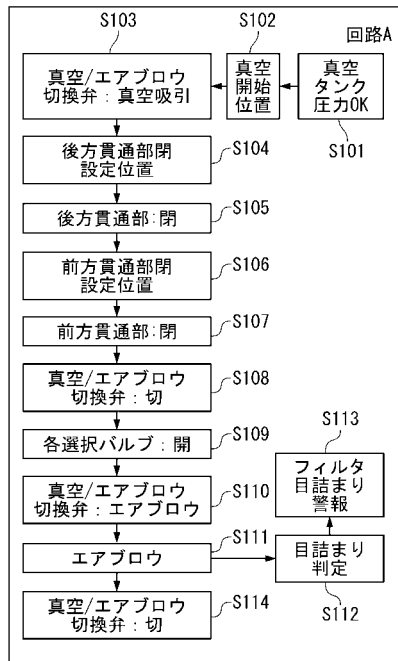 回路A
S103
真空/エアブロウ
切換弁：真空吸引
S102
真空
開始
位置
真空
タンク
圧力OK
S101
後方貫通部閉
設定位置
S104
後方貫通部：閉
S105
前方貫通部閉
設定位置
S106
前方貫通部：閉
S107
真空/エアブロウ
切換弁：切
S108
各選択バルブ：開
S109
真空/エアブロウ
切換弁：エアブロウ
S110
エアブロウ
S111
S113
フィルタ
目詰まり
警報
目詰まり
判定
S112
真空/エアブロウ
切換弁：切
S114